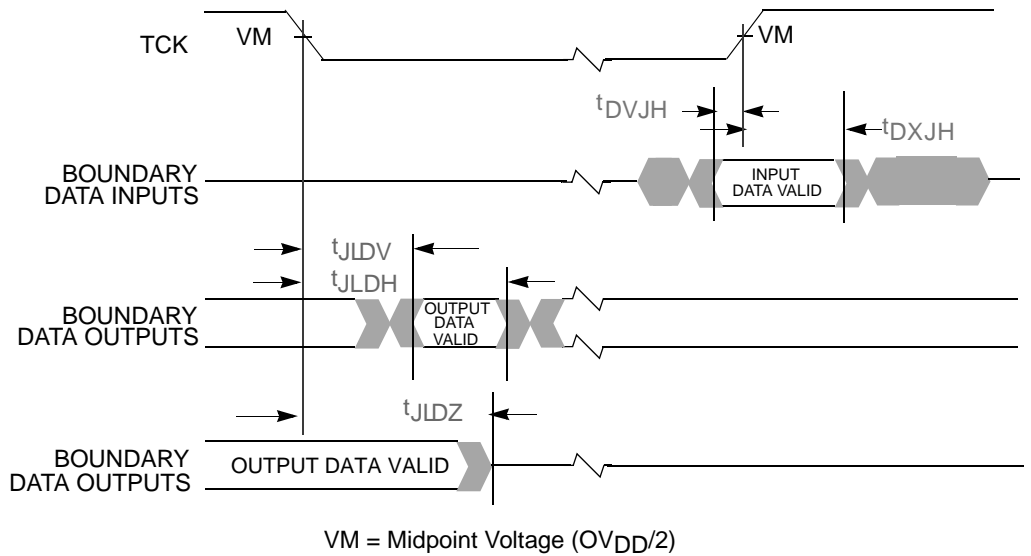 TCK
VM
VM
tDVJH
tDXJH
BOUNDARY
DATA INPUTS
INPUT
DATA VALID
tJLDV
tJLDH
BOUNDARY
DATA OUTPUTS
OUTPUT
DATA
VALID
tJLDZ
BOUNDARY
DATA OUTPUTS
OUTPUT DATA VALID
VM = Midpoint Voltage (OVDD/2)